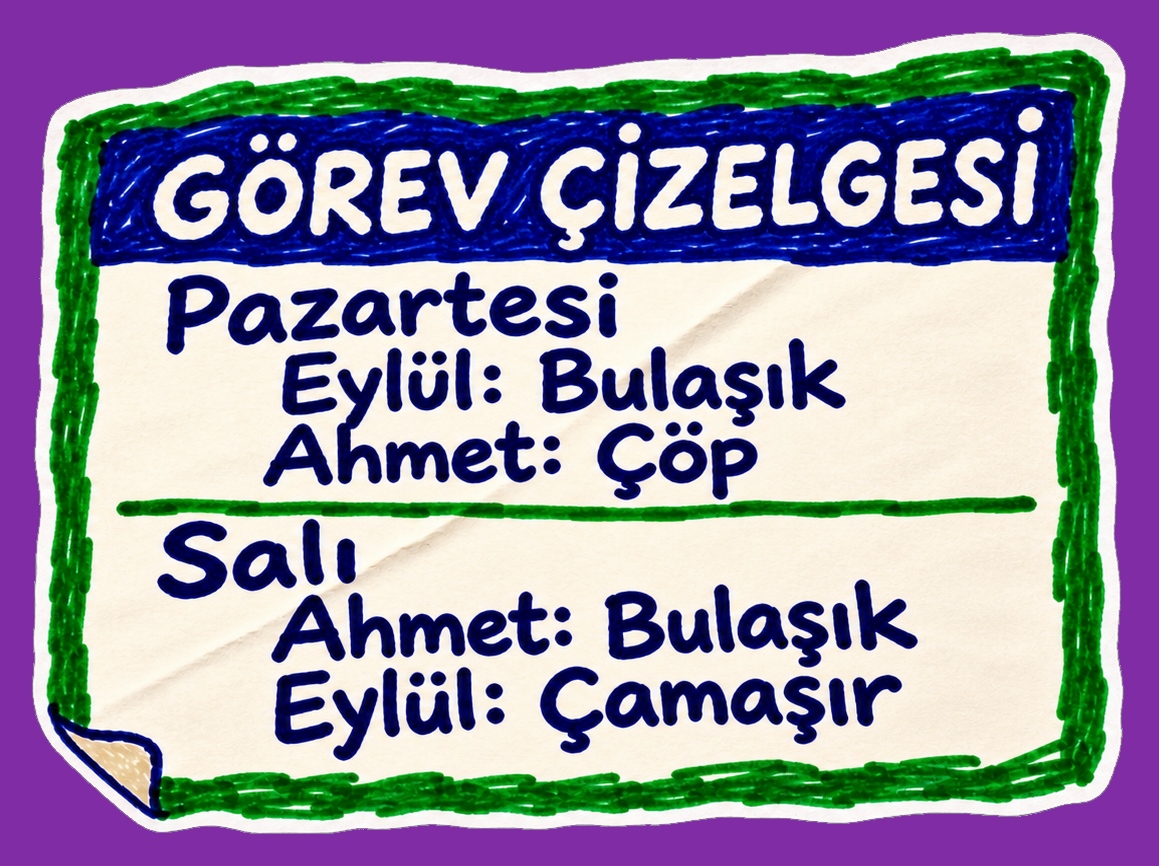 GÖREV ÇİZELGESİ
Pazartesi
Eylül: Bulaşık
Ahmet: Çöp
Salı
Ahmet: Bulaşık
Eylül: Çamaşır